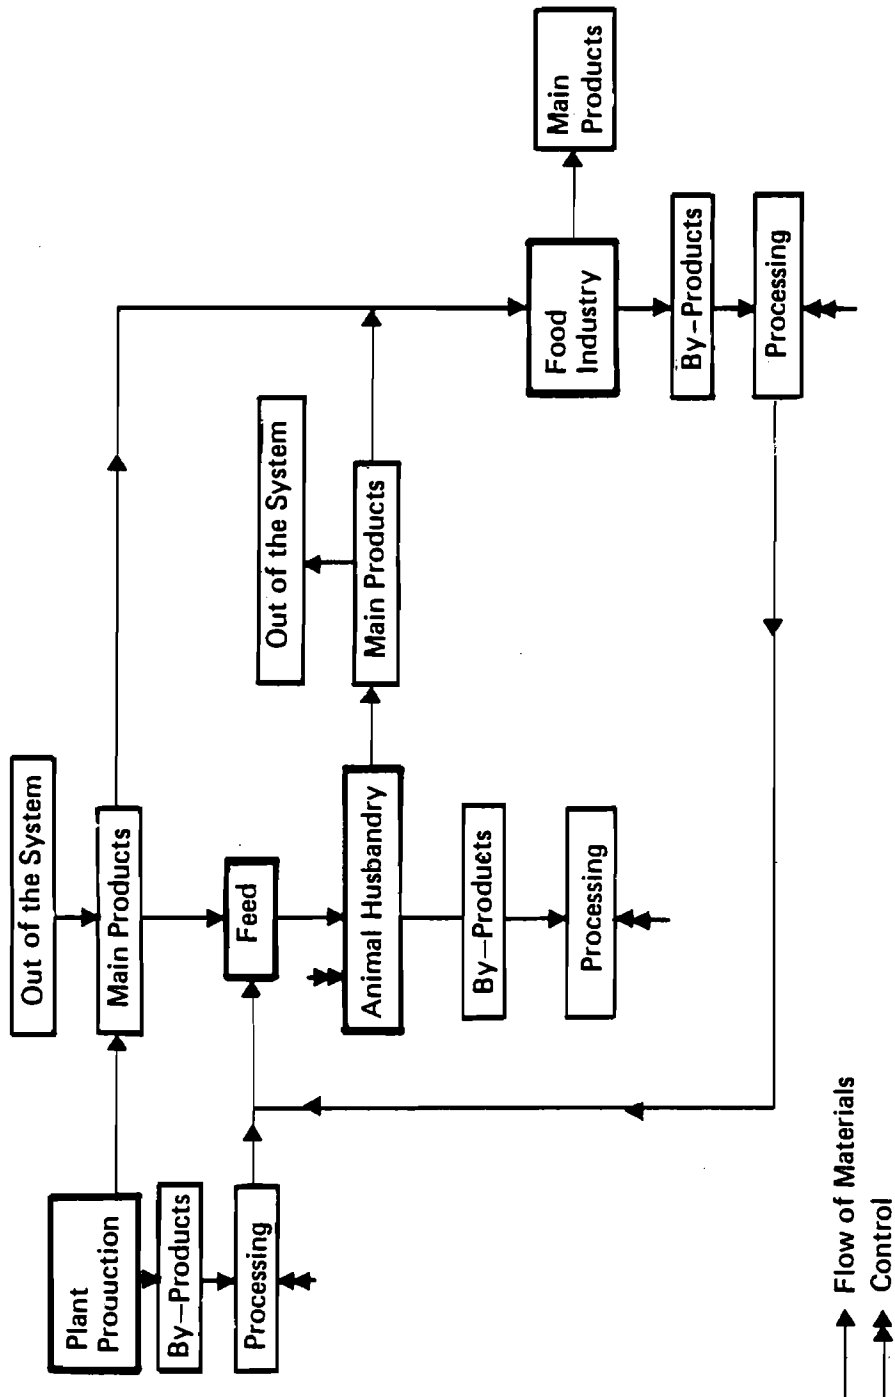 Out of the System
Plant
Prouuction
Main Products
By-Products
Processing
Feed
Out of the System
Animal Husbandry
Main Products
By-Products
Processing
Food
Industry
Main
Products
By-Products
Processing
Flow of Materials
Control